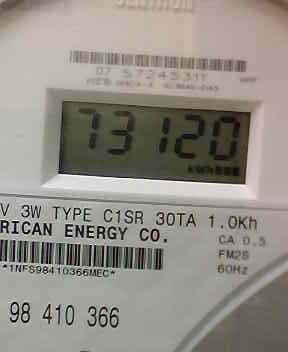 07 57245311
73120
kWh
V 3W TYPE C1SR 30TA 1.0Kh
RICAN ENERGY CO.
CA 0.5
FM2S
*1NFS98410366MEC*
60Hz
98 410 366